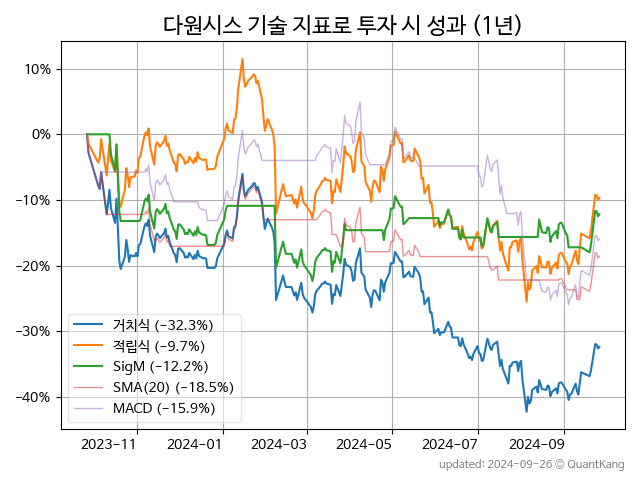 다원시스 기술 지표로 투자 시 성과 (1년)
10%
0%
−10%
−20%
−30%
−40%
거치식 (−32.3%)
적립식 (−9.7%)
SigM (−12.2%)
SMA(20) (−18.5%)
MACD (−15.9%)
2023-11
2024-01
2024-03
2024-05
2024-07
2024-09
updated: 2024-09-26 © QuantKang